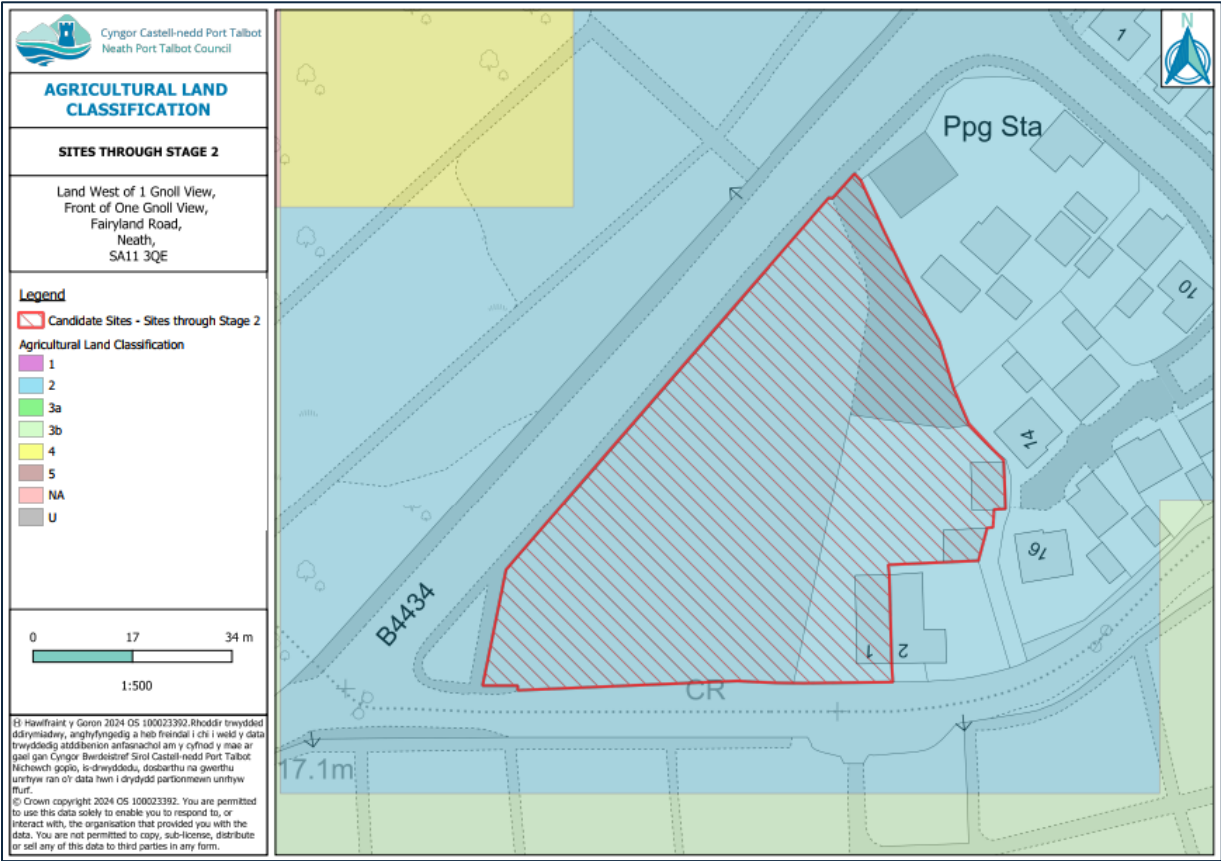 Cyngor Castell-nedd Port Talbot
Neath Port Talbot Council
AGRICULTURAL LAND
CLASSIFICATION
SITES THROUGH STAGE 2
Land West of 1 Gnoll View,
Front of One Gnoll View,
Fairyland Road,
Neath,
SA11 3QE
Legend
Candidate Sites - Sites through Stage 2
Agricultural Land Classification
1
2
3a
3b
4
5
NA
U
0 17 34 m
1:500
Hawlfraint y Goron 2024 OS 100023392.Rhoddir trwydded
ddirymiadwy, anghyfyngedig a heb freindal i chi i weld y data
trwyddedig atddibenion anfasnachol am y cyfnod y mae ar
gael gan Cyngor Bwrdeistref Sirol Castell-nedd Port Talbot
Nichewch gopïo, is-drwyddedu, dosbarthu na gwerthu
unrhyw ran o'r data hwn i drydydd partionmewn unrhyw
ffurf.
© Crown copyright 2024 OS 100023392. You are permitted
to use this data solely to enable you to respond to, or
interact with, the organisation that provided you with the
data. You are not permitted to copy, sub-license, distribute
or sell any of this data to third parties in any form.
N
1
Ppg Sta
10
14
16
B4434
1
2
CR
17.1m